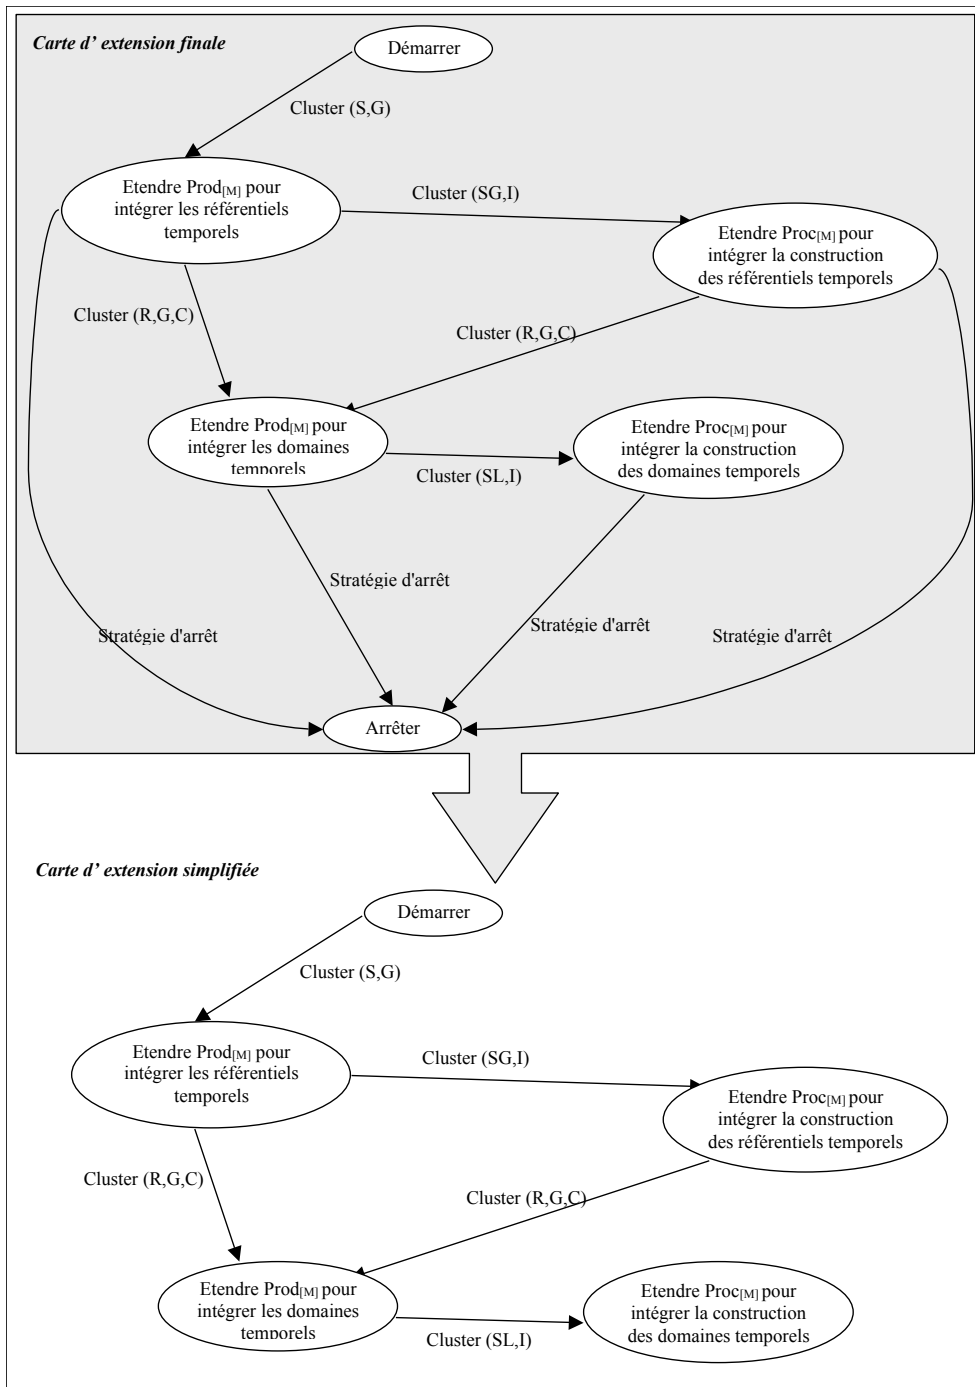 Carte d' extension finale
Démarrer
Cluster (S,G)
Etendre Prod[M] pour
intégrer les référentiels
temporels
Cluster (SG,I)
Etendre Proc[M] pour
intégrer la construction
des référentiels temporels
Cluster (R,G,C)
Cluster (R,G,C)
Etendre Prod[M] pour
intégrer les domaines
temporels
Cluster (SL,I)
Etendre Proc[M] pour
intégrer la construction
des domaines temporels
Stratégie d'arrêt
Stratégie d'arrêt
Stratégie d'arrêt
Stratégie d'arrêt
Arrêter
Carte d' extension simplifiée
Démarrer
Cluster (S,G)
Etendre Prod[M] pour
intégrer les référentiels
temporels
Cluster (SG,I)
Etendre Proc[M] pour
intégrer la construction
des référentiels temporels
Cluster (R,G,C)
Cluster (R,G,C)
Etendre Prod[M] pour
intégrer les domaines
temporels
Cluster (SL,I)
Etendre Proc[M] pour
intégrer la construction
des domaines temporels